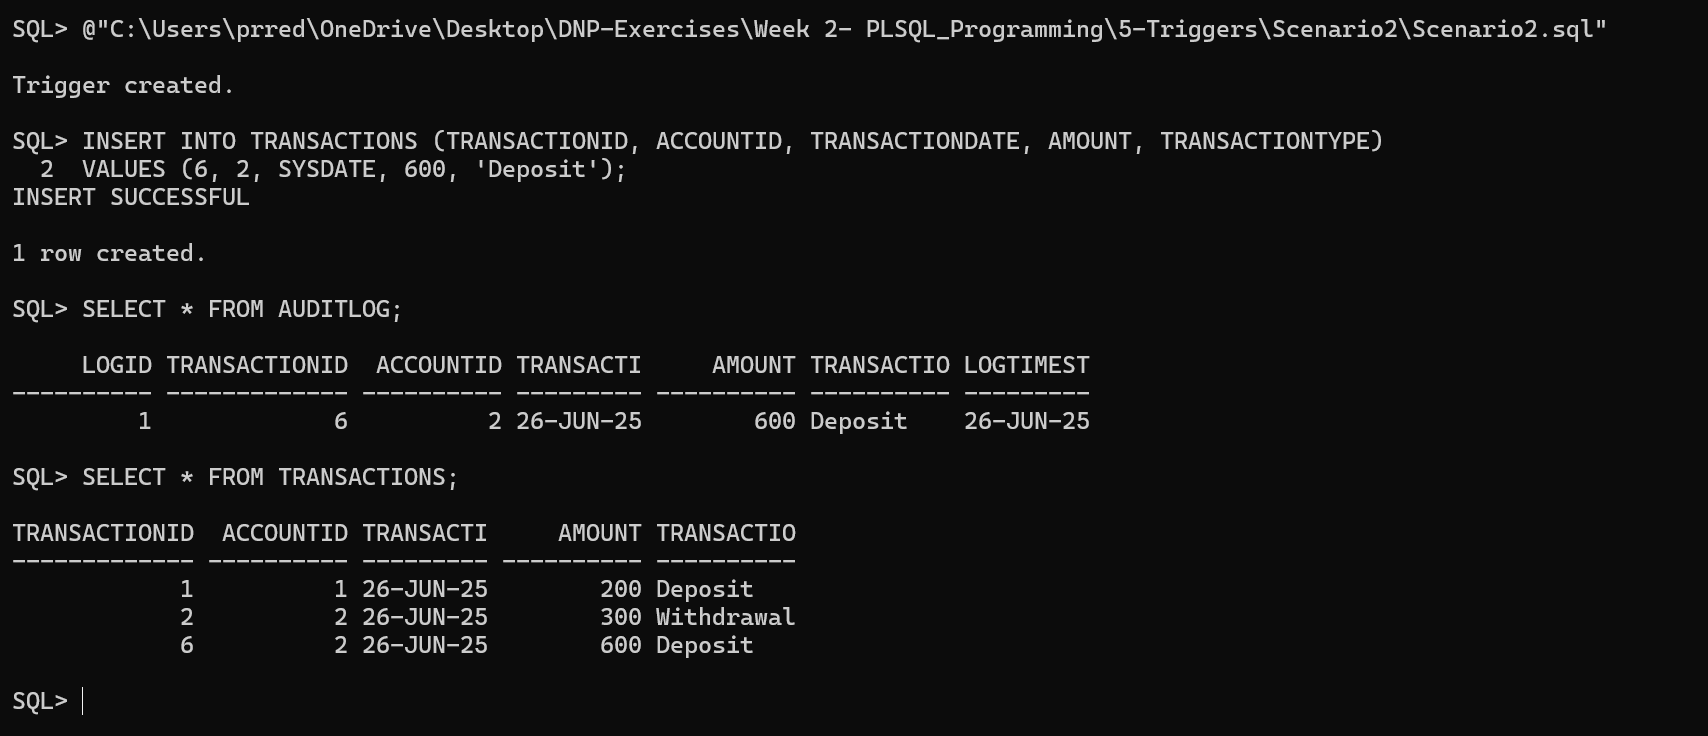 SQL> @"C:\Users\prred\OneDrive\Desktop\DNP-Exercises\Week 2- PLSQL_Programming\5-Triggers\Scenario2\Scenario2.sql"
Trigger created.
SQL> INSERT INTO TRANSACTIONS (TRANSACTIONID, ACCOUNTID, TRANSACTIONDATE, AMOUNT, TRANSACTIONTYPE)
  2  VALUES (6, 2, SYSDATE, 600, 'Deposit');
INSERT SUCCESSFUL
1 row created.
SQL> SELECT * FROM AUDITLOG;
     LOGID TRANSACTIONID  ACCOUNTID TRANSACTI     AMOUNT TRANSACTIO LOGTIMEST
---------- ------------- ---------- --------- ---------- ---------- ---------
         1             6          2 26-JUN-25        600 Deposit    26-JUN-25
SQL> SELECT * FROM TRANSACTIONS;
TRANSACTIONID  ACCOUNTID TRANSACTI     AMOUNT TRANSACTIO
------------- ---------- --------- ---------- ----------
            1          1 26-JUN-25        200 Deposit
            2          2 26-JUN-25        300 Withdrawal
            6          2 26-JUN-25        600 Deposit
SQL>